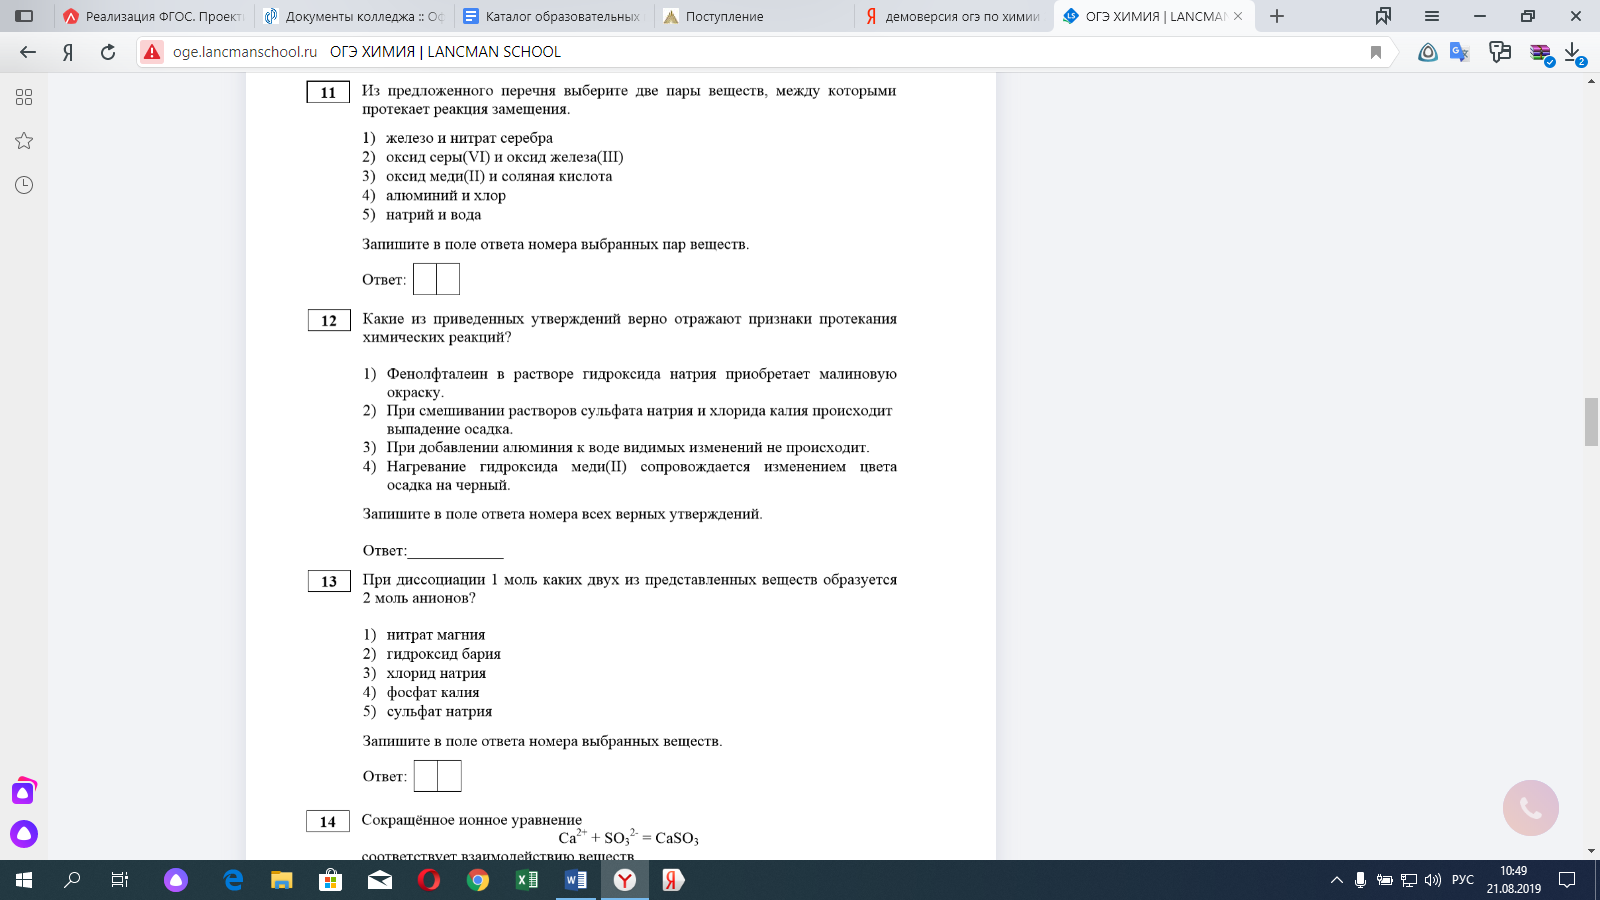 Реализация ФГОС. Проект
Документы колледжа :: Оф
Каталог образовательных
Поступление
демоверсия огэ по химии
ОГЭ ХИМИЯ | LANCMAN
oge.lancmanschool.ru ОГЭ ХИМИЯ | LANCMAN SCHOOL
2
11 Из предложенного перечня выберите две пары веществ, между которыми
протекает реакция замещения.
1) железо и нитрат серебра
2) оксид серы(VI) и оксид железа(III)
3) оксид меди(II) и соляная кислота
4) алюминий и хлор
5) натрий и вода
Запишите в поле ответа номера выбранных пар веществ.
Ответ:
12 Какие из приведенных утверждений верно отражают признаки протекания
химических реакций?
1) Фенолфталеин в растворе гидроксида натрия приобретает малиновую
окраску.
2) При смешивании растворов сульфата натрия и хлорида калия происходит
выпадение осадка.
3) При добавлении алюминия к воде видимых изменений не происходит.
4) Нагревание гидроксида меди(II) сопровождается изменением цвета
осадка на черный.
Запишите в поле ответа номера всех верных утверждений.
Ответ:____________
13 При диссоциации 1 моль каких двух из представленных веществ образуется
2 моль анионов?
1) нитрат магния
2) гидроксид бария
3) хлорид натрия
4) фосфат калия
5) сульфат натрия
Запишите в поле ответа номера выбранных веществ.
Ответ:
14 Сокращённое ионное уравнение
Ca²⁺ + SO₃²⁻ = CaSO₃
соответствует взаимодействию веществ
РУС
10:49
21.08.2019